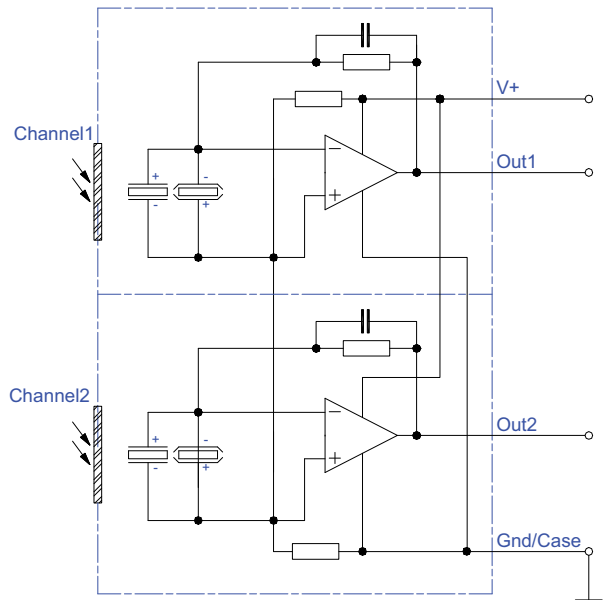 V+
Channel1
Out1
+ -
- +
−
+
Channel2
Out2
+ -
- +
−
+
Gnd/Case